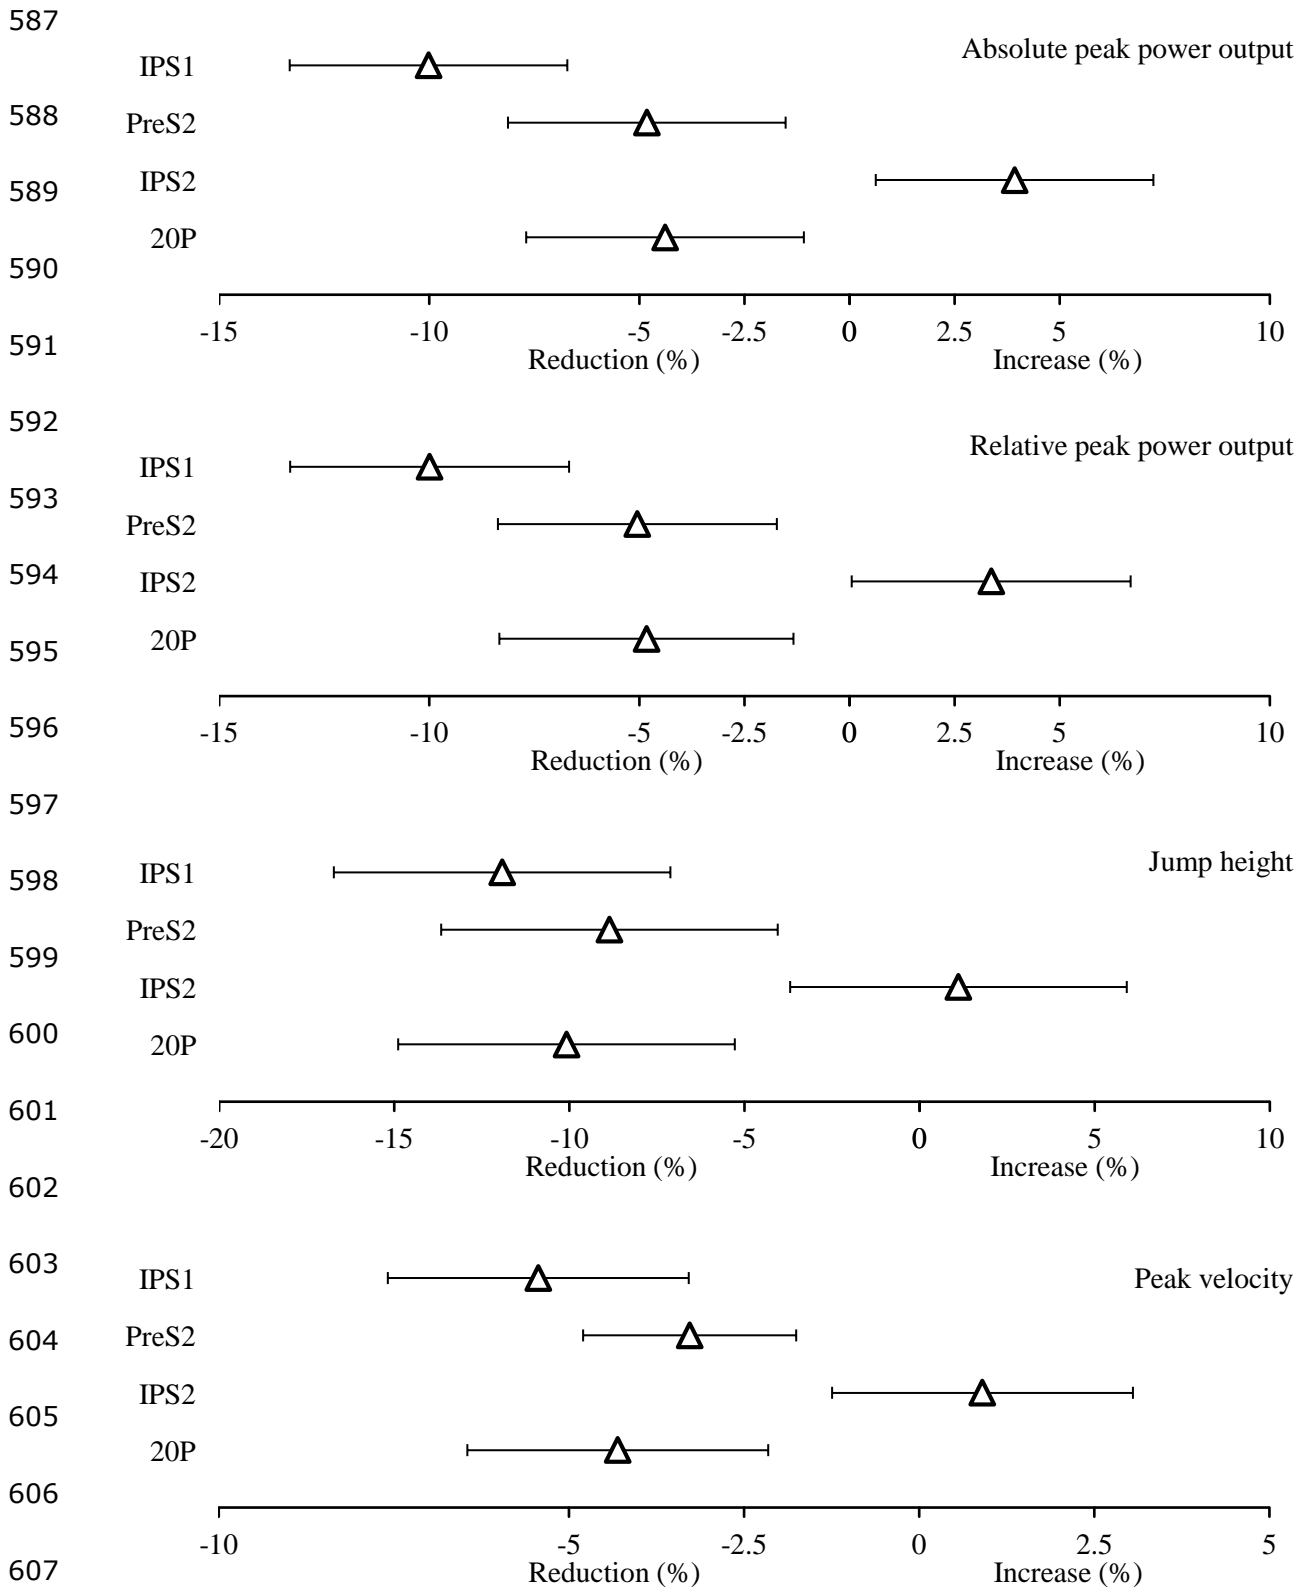 587
Absolute peak power output
IPS1
588
PreS2
589
IPS2
20P
590
-15 -10 -5 -2.5 0 2.5 5 10
591
Reduction (%) Increase (%)
592
Relative peak power output
IPS1
593
PreS2
594
IPS2
595
20P
596
-15 -10 -5 -2.5 0 2.5 5 10
Reduction (%) Increase (%)
597
Jump height
598
IPS1
PreS2
599
IPS2
600
20P
601
-20 -15 -10 -5 0 5 10
Reduction (%) Increase (%)
602
603
IPS1 Peak velocity
604
PreS2
IPS2
605
20P
606
-10 -5 -2.5 0 2.5 5
607
Reduction (%) Increase (%)